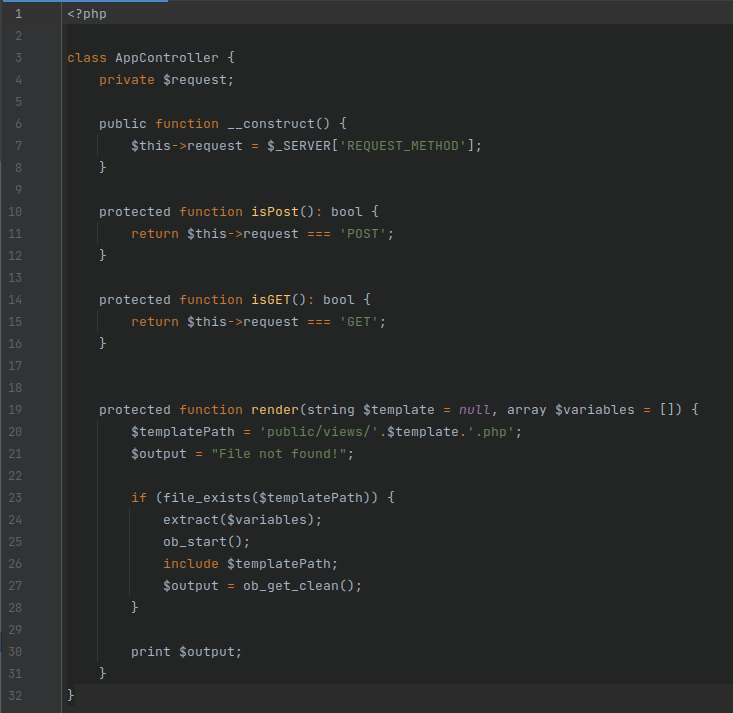 1 <?php
2
3 class AppController {
4     private $request;
5
6     public function __construct() {
7         $this->request = $_SERVER['REQUEST_METHOD'];
8     }
9
10     protected function isPost(): bool {
11         return $this->request === 'POST';
12     }
13
14     protected function isGET(): bool {
15         return $this->request === 'GET';
16     }
17
18
19     protected function render(string $template = null, array $variables = []) {
20         $templatePath = 'public/views/'.$template.'.php';
21         $output = "File not found!";
22
23         if (file_exists($templatePath)) {
24             extract($variables);
25             ob_start();
26             include $templatePath;
27             $output = ob_get_clean();
28         }
29
30         print $output;
31     }
32 }